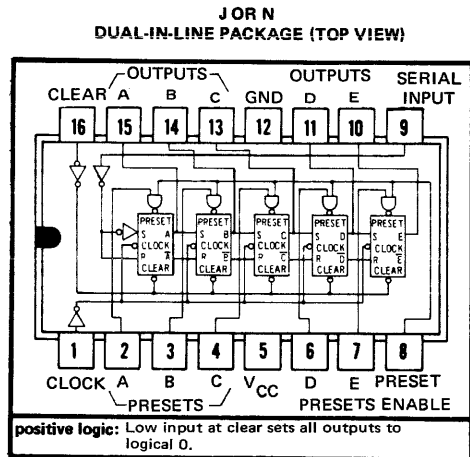 J OR N
DUAL-IN-LINE PACKAGE (TOP VIEW)
OUTPUTS OUTPUTS SERIAL
CLEAR A B C GND D E INPUT
16 15 14 13 12 11 10 9
PRESET PRESET PRESET PRESET PRESET
S A S B S C S D S E
CLOCK CLOCK CLOCK CLOCK CLOCK
R A̅ R B̅ R C̅ R D̅ R E̅
CLEAR CLEAR CLEAR CLEAR CLEAR
1 2 3 4 5 6 7 8
CLOCK A B C VCC D E PRESET
PRESETS PRESETS ENABLE
positive logic: Low input at clear sets all outputs to
logical 0.